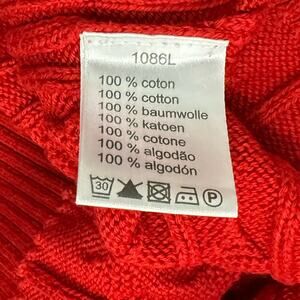 1086L
100 % coton
100 % cotton
100 % baumwolle
100 % katoen
100 % cotone
100 % algodão
100 % algodón
30 P